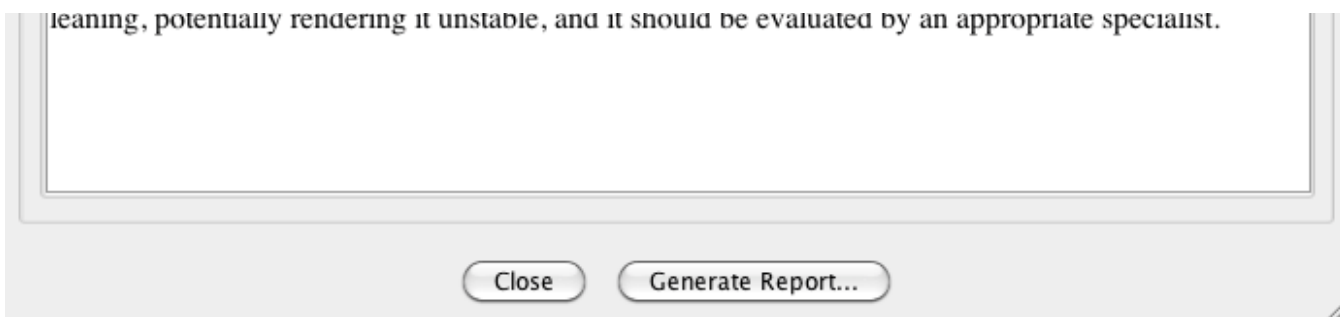 leaning, potentially rendering it unstable, and it should be evaluated by an appropriate specialist.
Close
Generate Report...